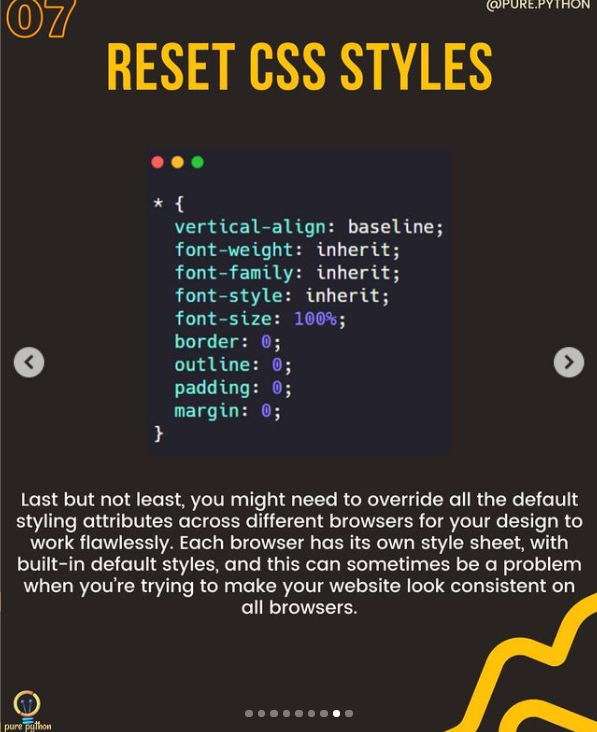 07
@PURE.PYTHON
RESET CSS STYLES
* {
vertical-align: baseline;
font-weight: inherit;
font-family: inherit;
font-style: inherit;
font-size: 100%;
border: 0;
outline: 0;
padding: 0;
margin: 0;
}
Last but not least, you might need to override all the default
styling attributes across different browsers for your design to
work flawlessly. Each browser has its own style sheet, with
built-in default styles, and this can sometimes be a problem
when you're trying to make your website look consistent on
all browsers.
pure python